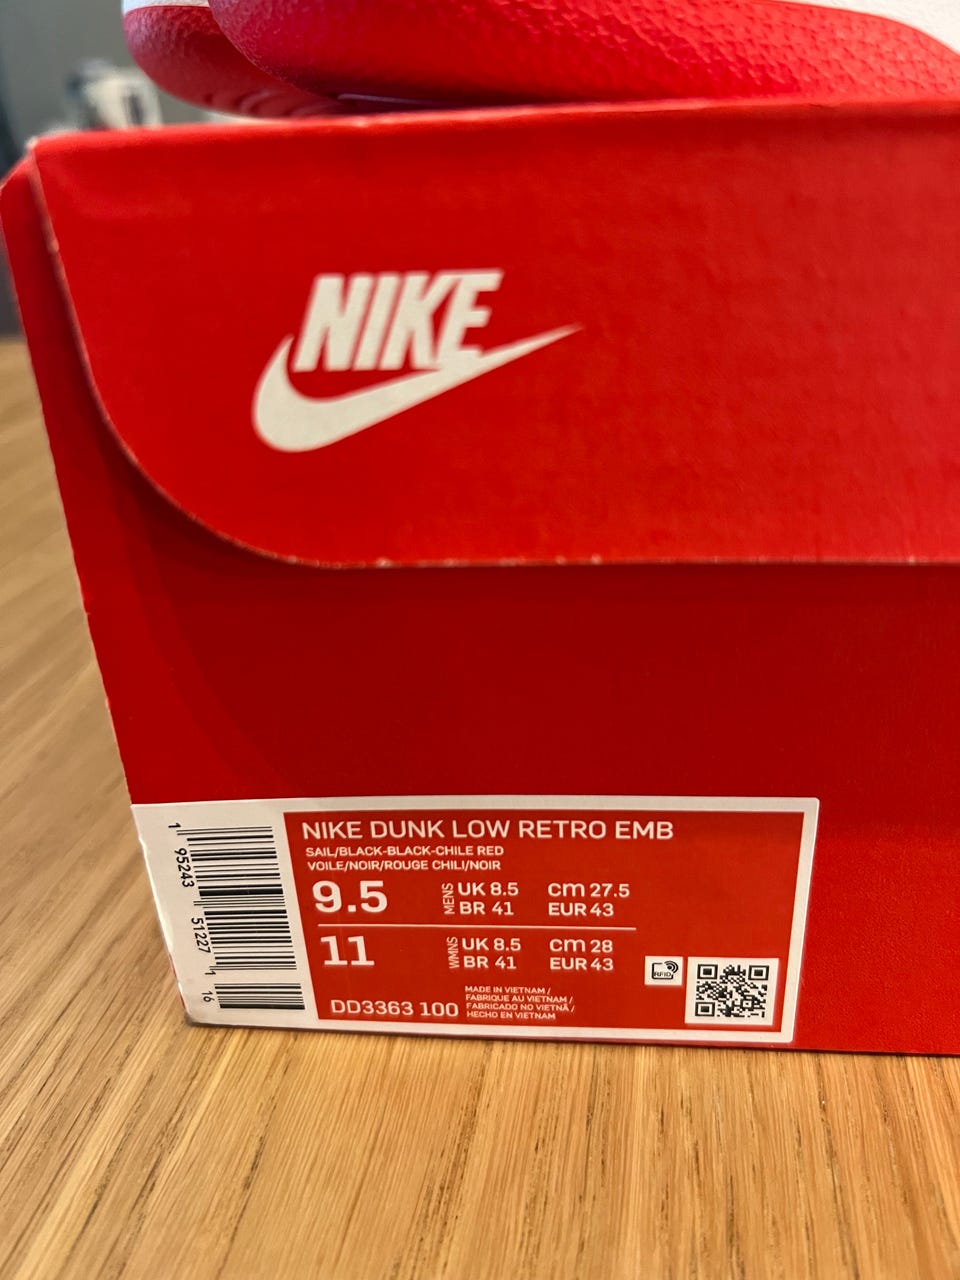 NIKE
NIKE DUNK LOW RETRO EMB
SAIL/BLACK-BLACK-CHILE RED
VOILE/NOIR/ROUGE CHILI/NOIR
9.5 MENS UK 8.5 cm 27.5
BR 41 EUR 43
11 WMNS UK 8.5 cm 28
BR 41 EUR 43
RFID
DD3363 100
MADE IN VIETNAM /
FABRIQUE AU VIETNAM /
FABRICADO NO VIETNÃ /
HECHO EN VIETNAM
1 95243 51227 1 16